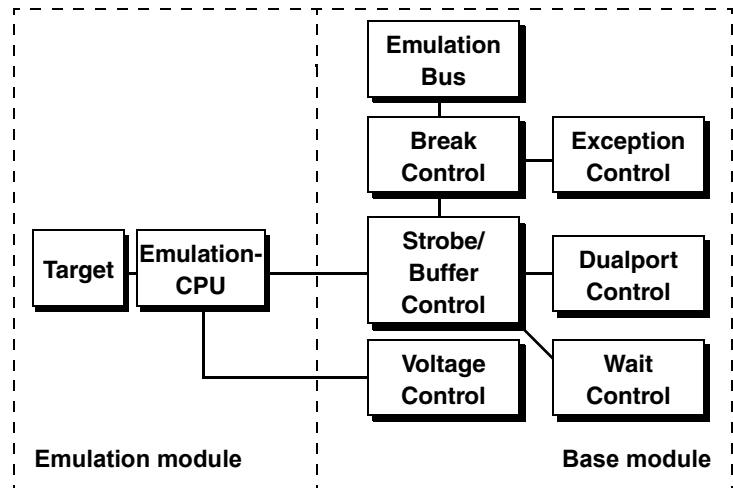 Emulation
Bus
Break
Control
Exception
Control
Target
Emulation-
CPU
Strobe/
Buffer
Control
Dualport
Control
Voltage
Control
Wait
Control
Emulation module
Base module